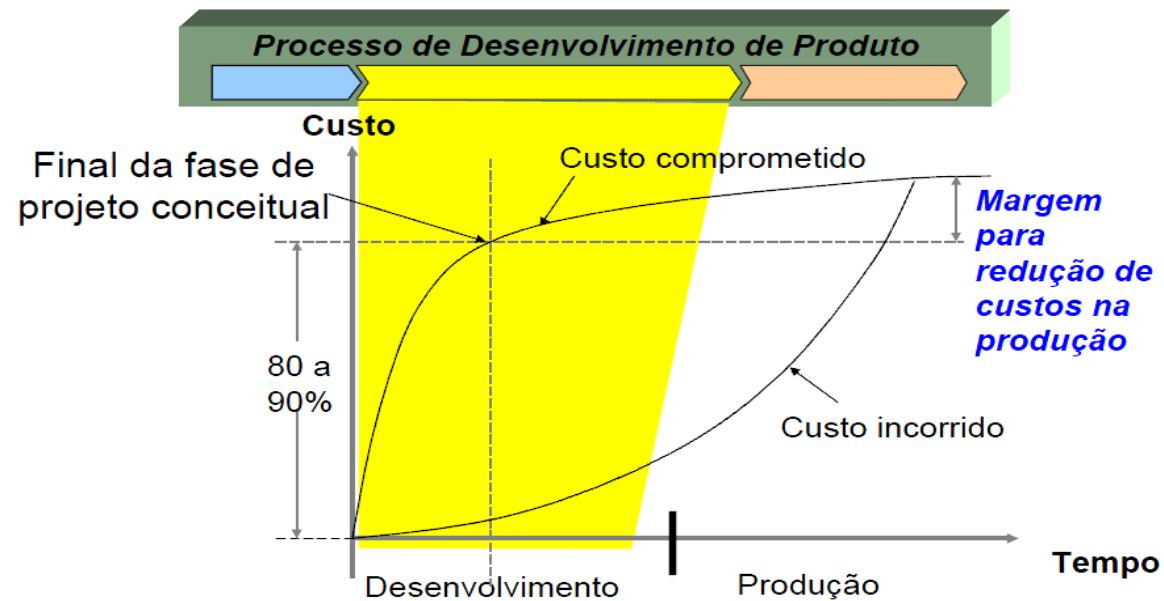 Processo de Desenvolvimento de Produto
Custo
Final da fase de
projeto conceitual
Custo comprometido
Margem
para
redução de
custos na
produção
80 a
90%
Custo incorrido
Tempo
Desenvolvimento
Produção